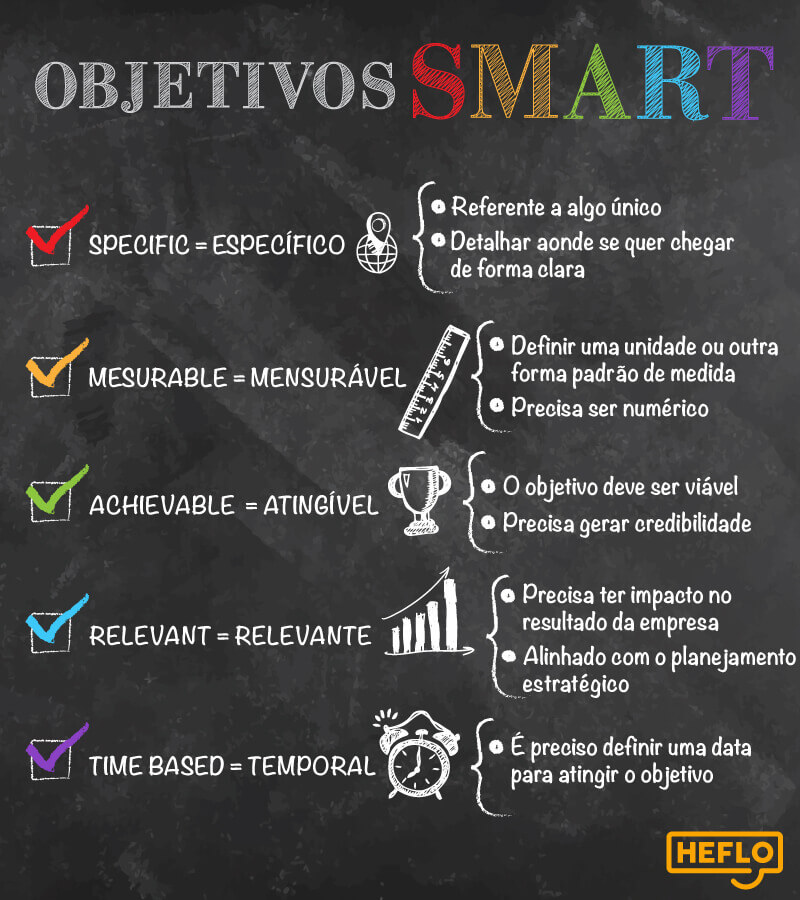 OBJETIVOS SMART
SPECIFIC = ESPECÍFICO
Referente a algo único
Detalhar aonde se quer chegar
de forma clara
MESURABLE = MENSURÁVEL
Definir uma unidade ou outra
forma padrão de medida
Precisa ser numérico
ACHIEVABLE = ATINGÍVEL
O objetivo deve ser viável
Precisa gerar credibilidade
RELEVANT = RELEVANTE
Precisa ter impacto no
resultado da empresa
Alinhado com o planejamento
estratégico
TIME BASED = TEMPORAL
É preciso definir uma data
para atingir o objetivo
HEFLO